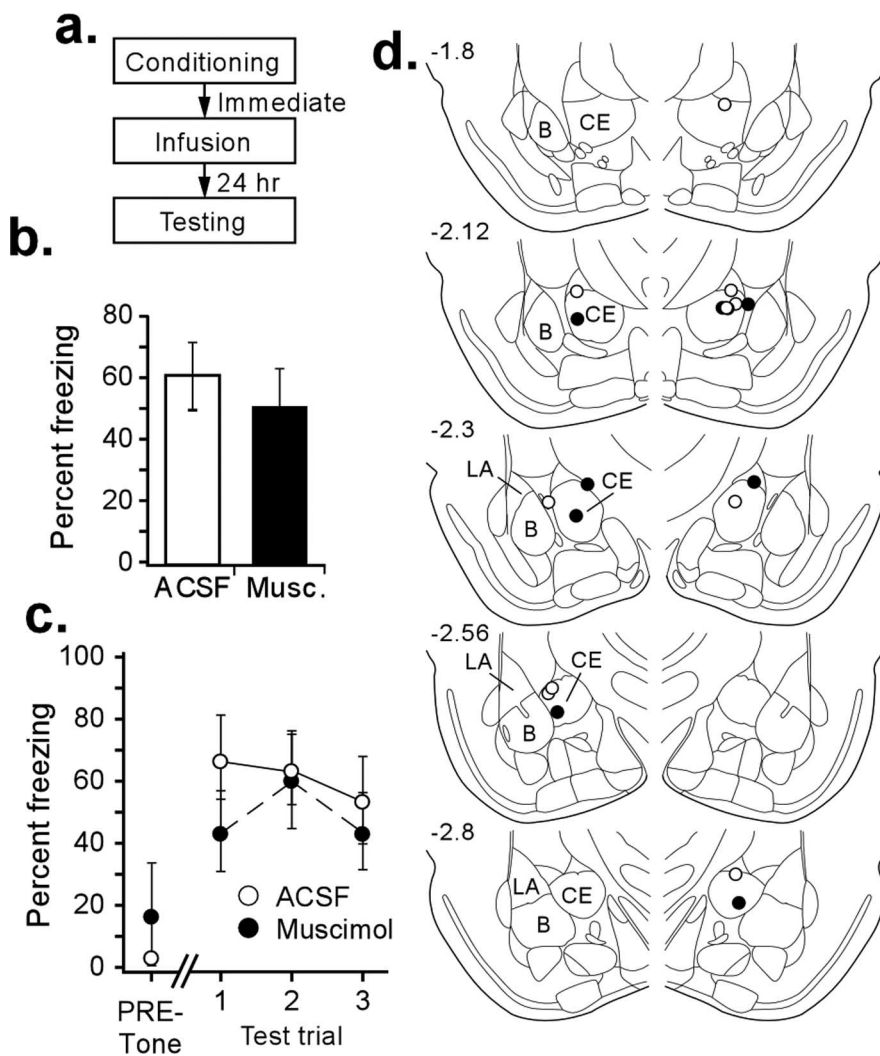 a.
Conditioning
Immediate
Infusion
24 hr
Testing
b.
Percent freezing
80
60
40
20
0
ACSF Musc.
c.
Percent freezing
100
80
60
40
20
0
ACSF
Muscimol
PRE-
Tone
1 2 3
Test trial
d.
-1.8
B CE
-2.12
B CE
-2.3
LA CE
B
-2.56
LA CE
B
-2.8
LA CE
B